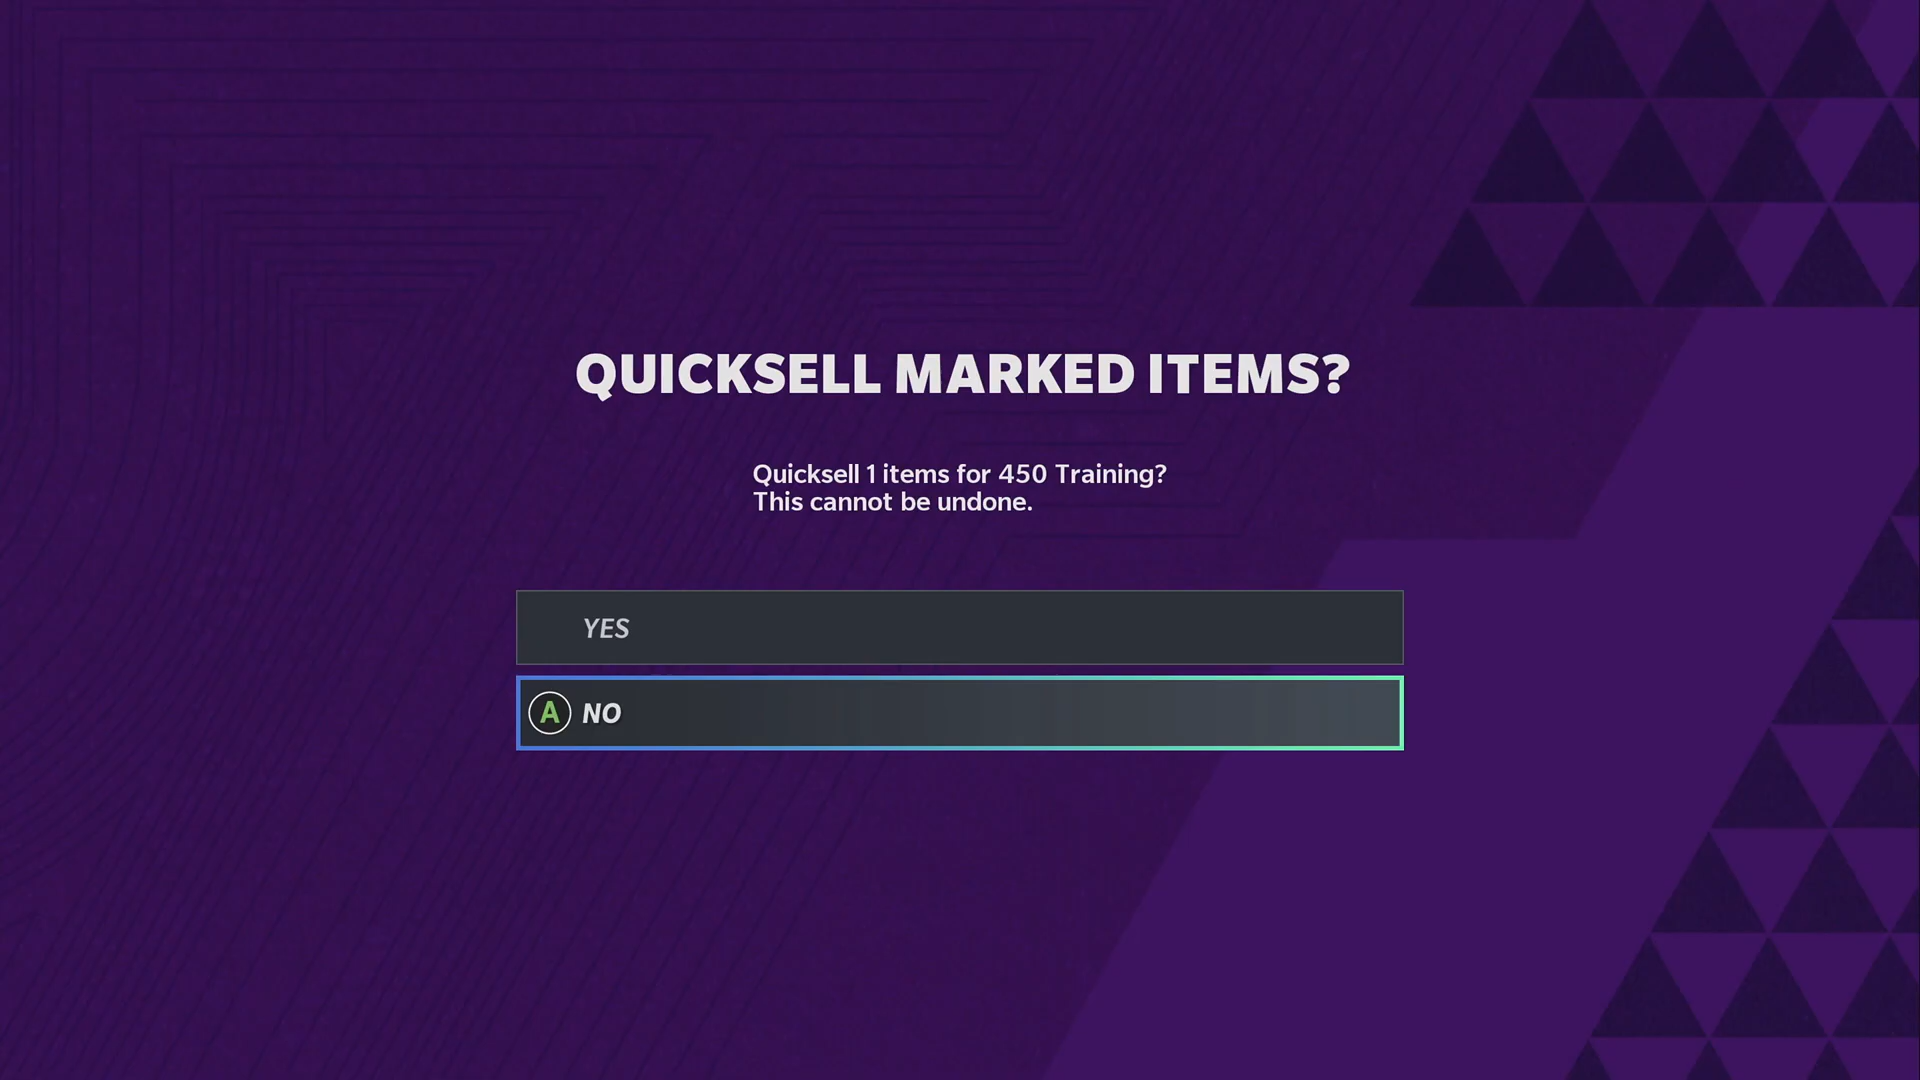 QUICKSELL MARKED ITEMS?
Quicksell 1 items for 450 Training?
This cannot be undone.
YES
A NO